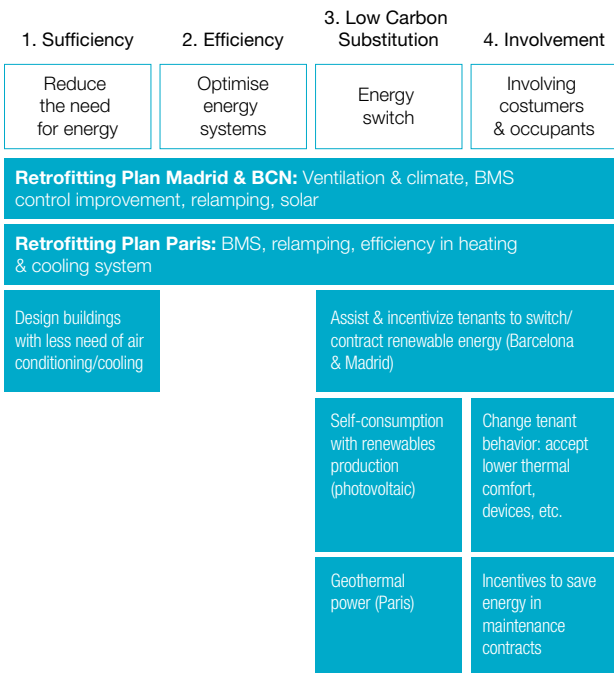 1. Sufficiency
2. Efficiency
3. Low Carbon
Substitution
4. Involvement
Reduce
the need
for energy
Optimise
energy
systems
Energy
switch
Involving
costumers
& occupants
Retrofitting Plan Madrid & BCN: Ventilation & climate, BMS
control improvement, relamping, solar
Retrofitting Plan Paris: BMS, relamping, efficiency in heating
& cooling system
Design buildings
with less need of air
conditioning/cooling
Assist & incentivize tenants to switch/
contract renewable energy (Barcelona
& Madrid)
Self-consumption
with renewables
production
(photovoltaic)
Change tenant
behavior: accept
lower thermal
comfort,
devices, etc.
Geothermal
power (Paris)
Incentives to save
energy in
maintenance
contracts